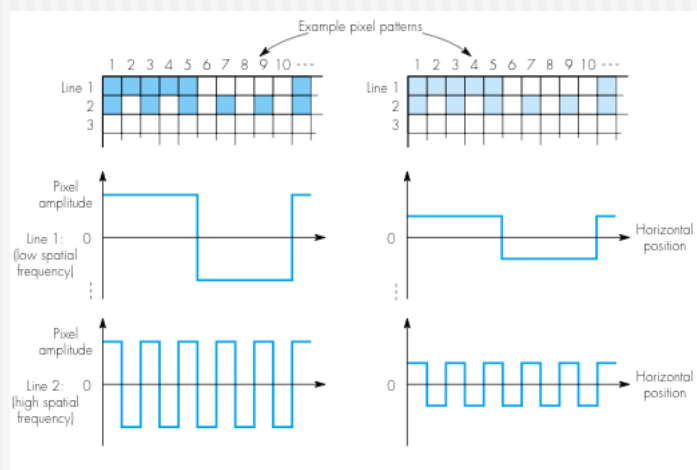 Example pixel patterns
1 2 3 4 5 6 7 8 9 10 ···
1 2 3 4 5 6 7 8 9 10 ···
Line 1
2
3
Line 1
2
3
Pixel
amplitude
Line 1:
(low spatial
frequency)
0
0
Horizontal
position
Pixel
amplitude
Line 2:
(high spatial
frequency)
0
0
Horizontal
position